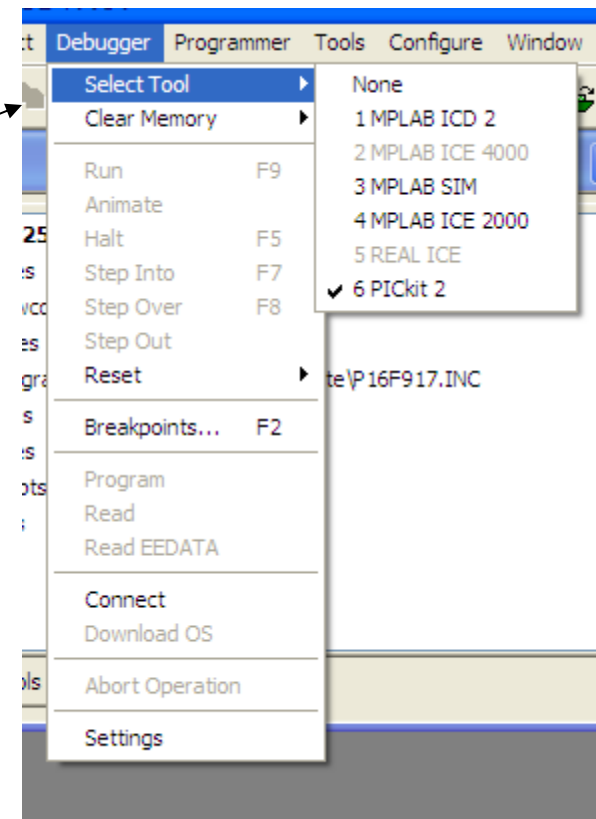 Debugger Programmer Tools Configure Window
Select Tool
Clear Memory
Run F9
Animate
Halt F5
Step Into F7
Step Over F8
Step Out
Reset
Breakpoints... F2
Program
Read
Read EEDATA
Connect
Download OS
Abort Operation
Settings
None
1 MPLAB ICD 2
2 MPLAB ICE 4000
3 MPLAB SIM
4 MPLAB ICE 2000
5 REAL ICE
6 PICkit 2
25
te\P16F917.INC